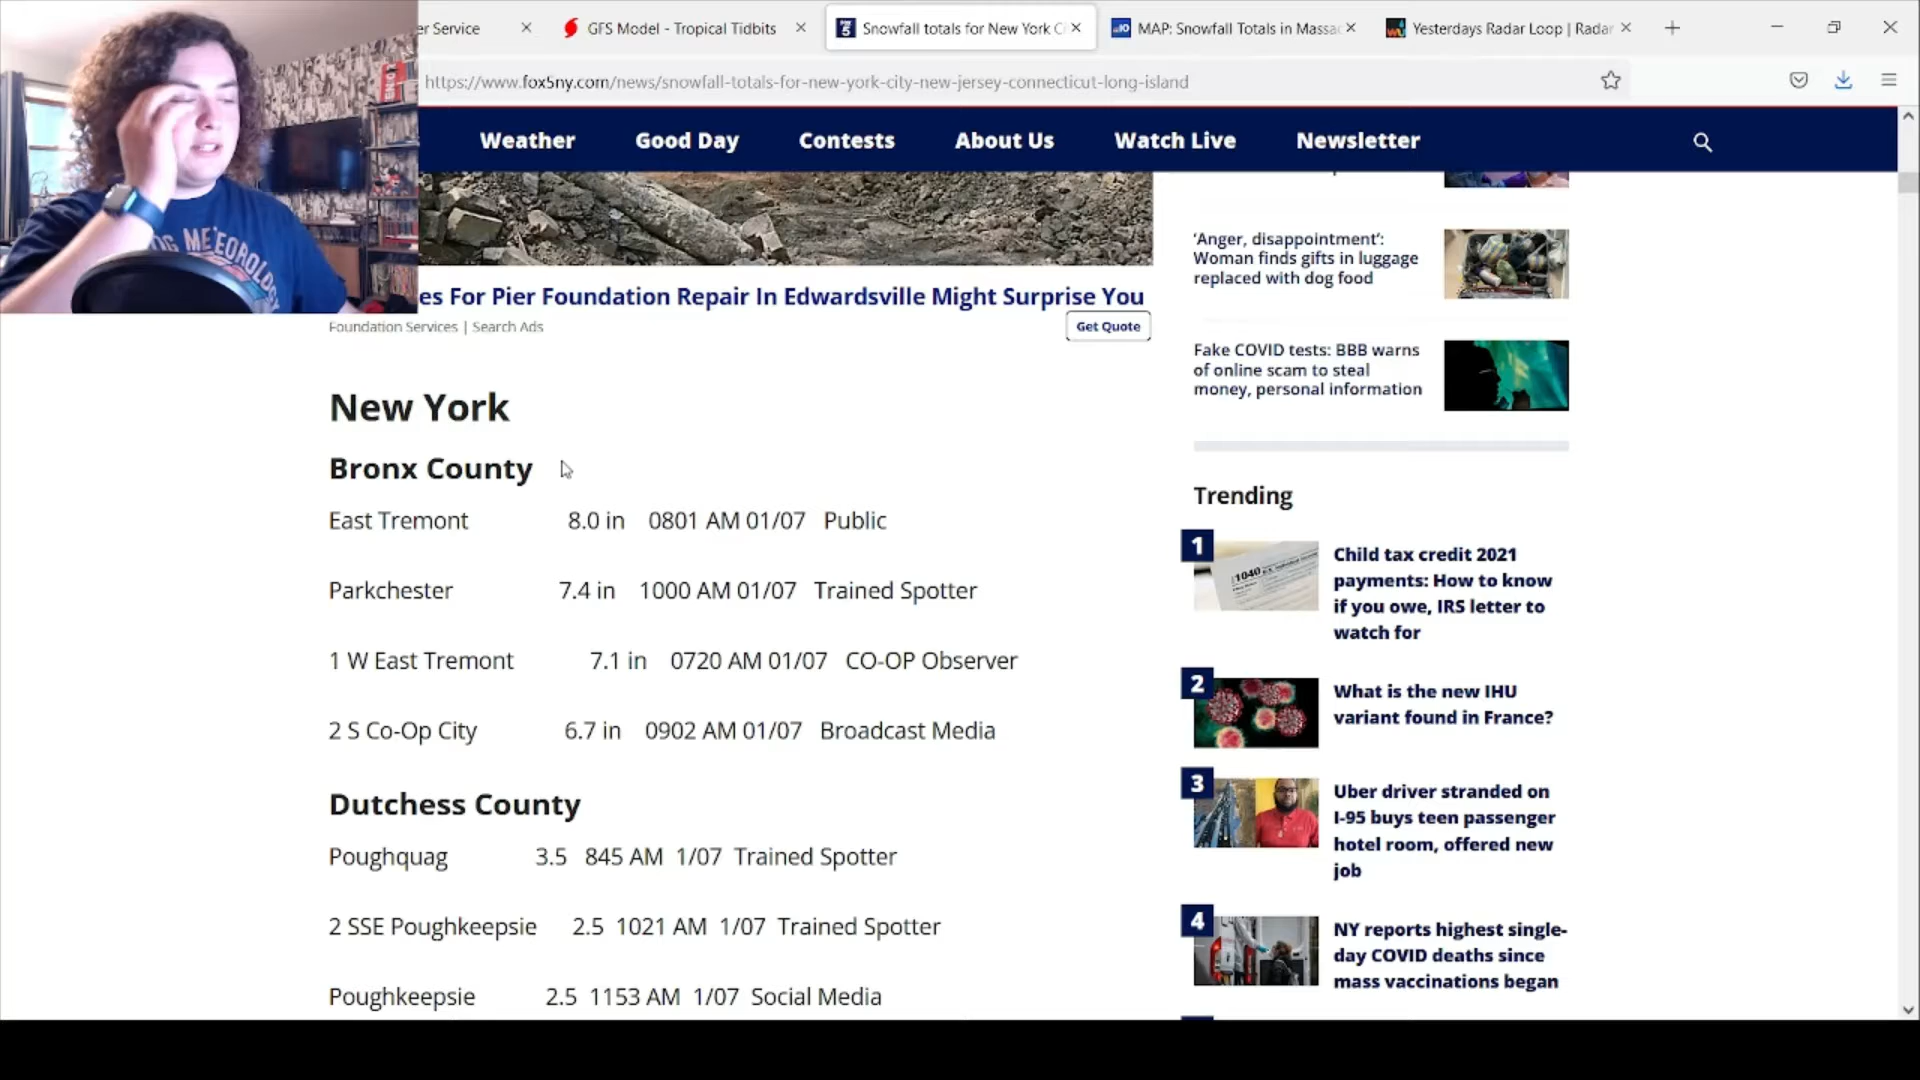 er Service
GFS Model - Tropical Tidbits
FOX 5
Snowfall totals for New York C
10
MAP: Snowfall Totals in Massac
Yesterdays Radar Loop | Radar
https://www.fox5ny.com/news/snowfall-totals-for-new-york-city-new-jersey-connecticut-long-island
Weather
Good Day
Contests
About Us
Watch Live
Newsletter
OG METEOROLOGY
es For Pier Foundation Repair In Edwardsville Might Surprise You
Foundation Services | Search Ads
Get Quote
New York
Bronx County
East Tremont 8.0 in 0801 AM 01/07 Public
Parkchester 7.4 in 1000 AM 01/07 Trained Spotter
1 W East Tremont 7.1 in 0720 AM 01/07 CO-OP Observer
2 S Co-Op City 6.7 in 0902 AM 01/07 Broadcast Media
Dutchess County
Poughquag 3.5 845 AM 1/07 Trained Spotter
2 SSE Poughkeepsie 2.5 1021 AM 1/07 Trained Spotter
Poughkeepsie 2.5 1153 AM 1/07 Social Media
‘Anger, disappointment’:
Woman finds gifts in luggage
replaced with dog food
Fake COVID tests: BBB warns
of online scam to steal
money, personal information
Trending
1
1040
Child tax credit 2021
payments: How to know
if you owe, IRS letter to
watch for
2
What is the new IHU
variant found in France?
3
Uber driver stranded on
I-95 buys teen passenger
hotel room, offered new
job
4
NY reports highest single-
day COVID deaths since
mass vaccinations began